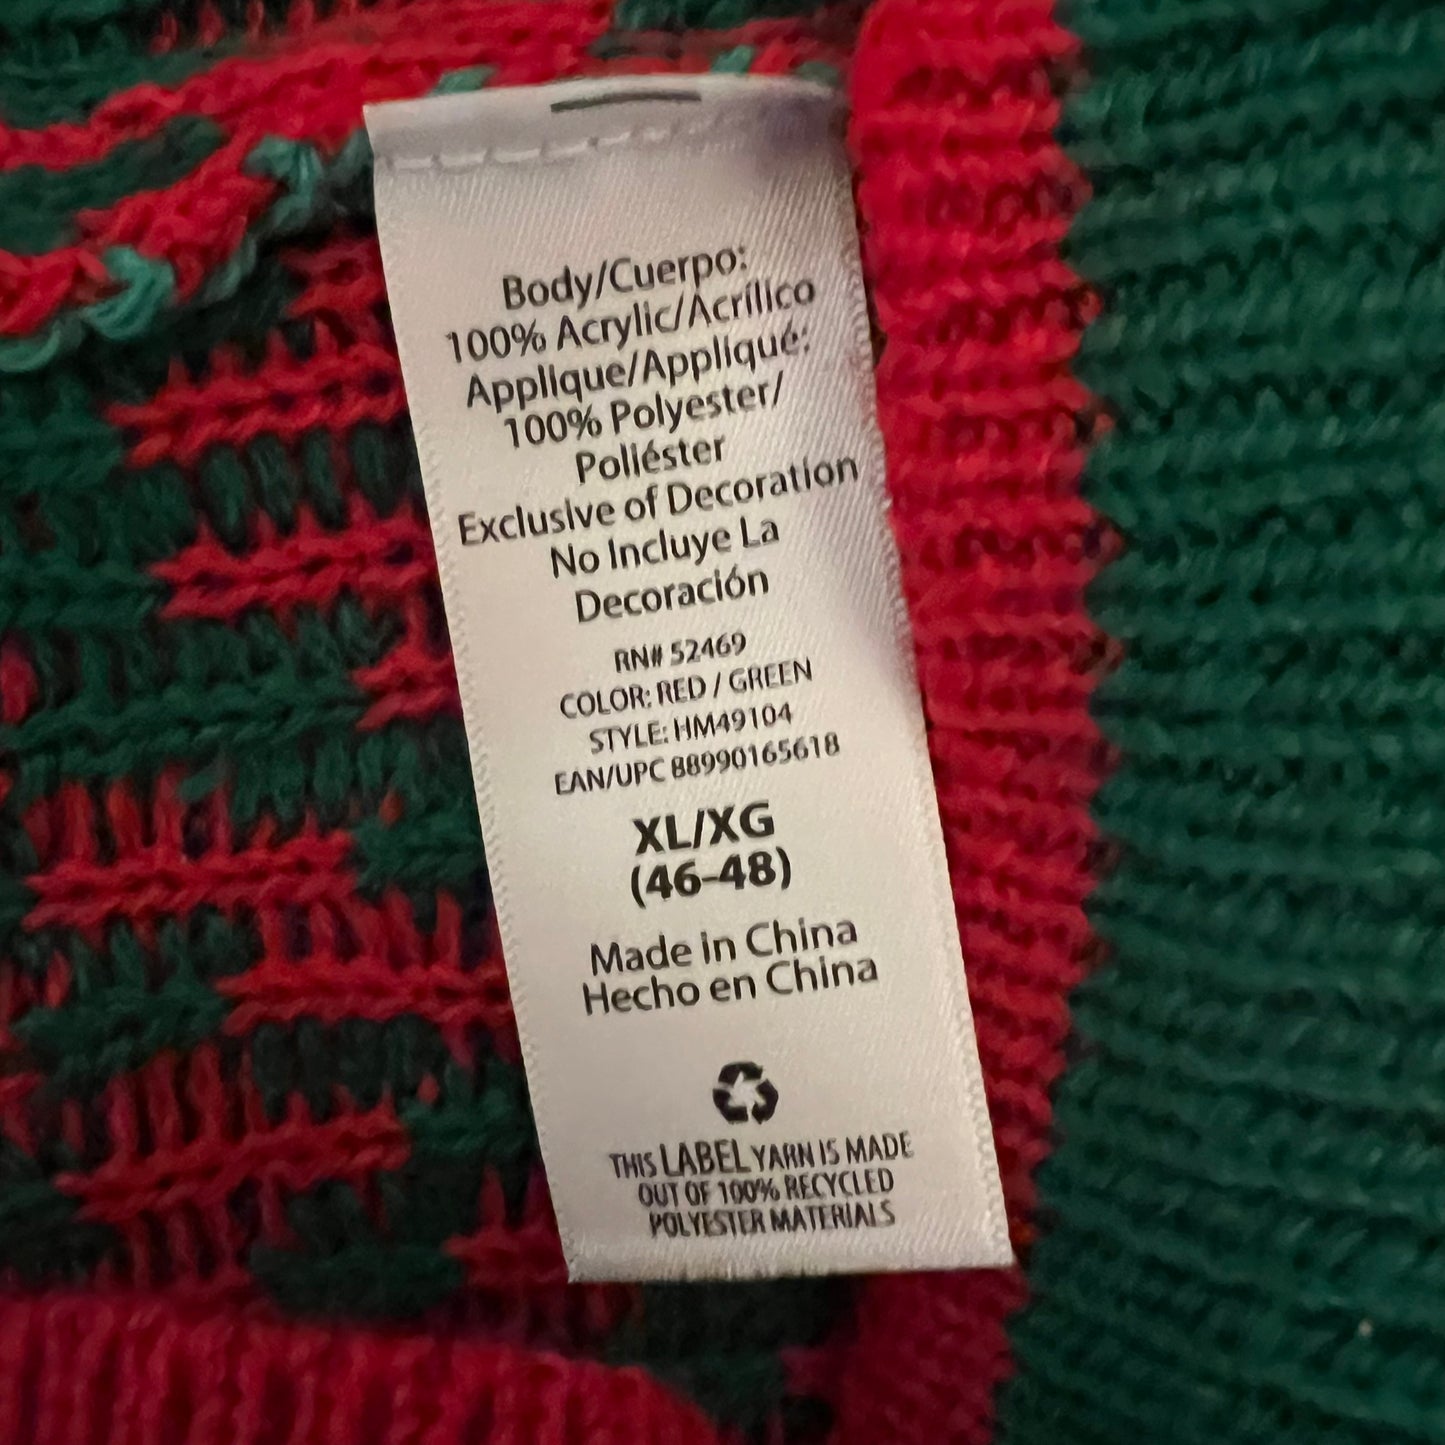 Body/Cuerpo:
100% Acrylic/Acrílico
Applique/Appliqué:
100% Polyester/
Poliéster
Exclusive of Decoration
No Incluye La
Decoración
RN# 52469
COLOR: RED / GREEN
STYLE: HM49104
EAN/UPC 88990165618
XL/XG
(46-48)
Made in China
Hecho en China
THIS LABEL YARN IS MADE
OUT OF 100% RECYCLED
POLYESTER MATERIALS